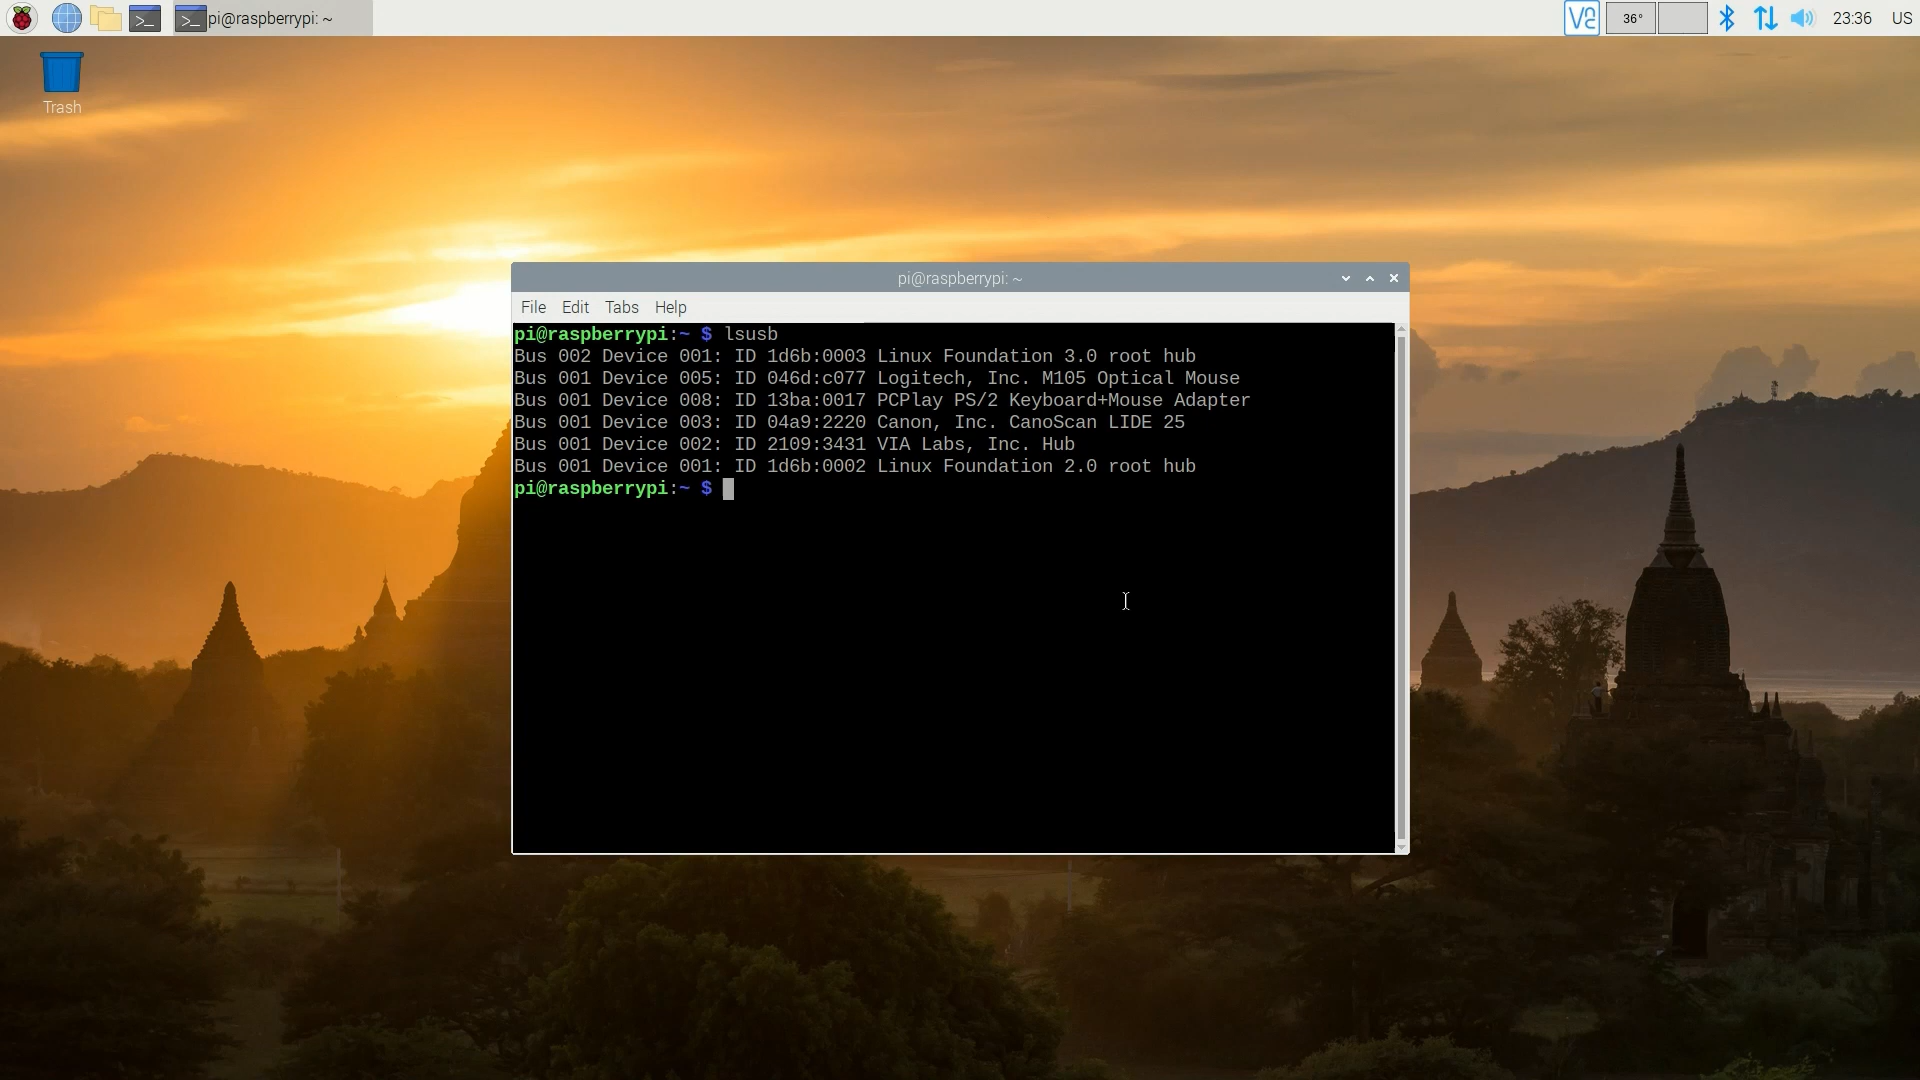 pi@raspberrypi: ~
VNC
36°
23:36
US
Trash
pi@raspberrypi: ~
File Edit Tabs Help
pi@raspberrypi:~ $ lsusb
Bus 002 Device 001: ID 1d6b:0003 Linux Foundation 3.0 root hub
Bus 001 Device 005: ID 046d:c077 Logitech, Inc. M105 Optical Mouse
Bus 001 Device 008: ID 13ba:0017 PCPlay PS/2 Keyboard+Mouse Adapter
Bus 001 Device 003: ID 04a9:2220 Canon, Inc. CanoScan LIDE 25
Bus 001 Device 002: ID 2109:3431 VIA Labs, Inc. Hub
Bus 001 Device 001: ID 1d6b:0002 Linux Foundation 2.0 root hub
pi@raspberrypi:~ $